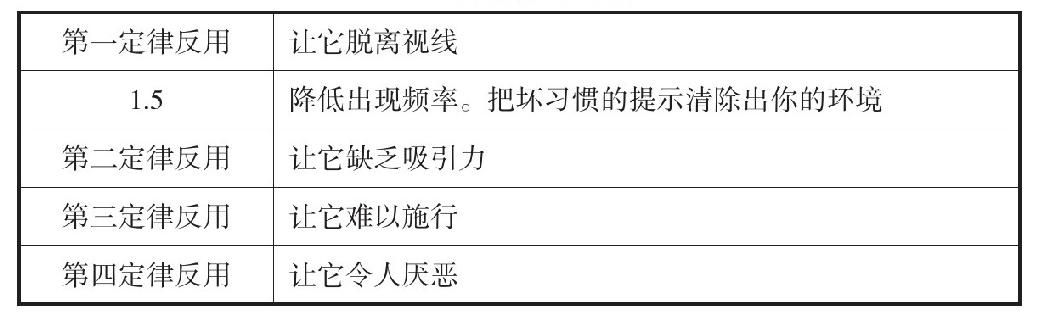 第一定律反用 让它脱离视线
1.5 降低出现频率。把坏习惯的提示清除出你的环境
第二定律反用 让它缺乏吸引力
第三定律反用 让它难以施行
第四定律反用 让它令人厌恶